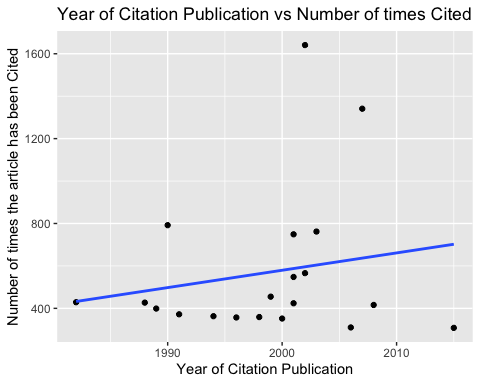 Year of Citation Publication vs Number of times Cited
Number of times the article has been Cited
1600
1200
800
400
1990
2000
2010
Year of Citation Publication